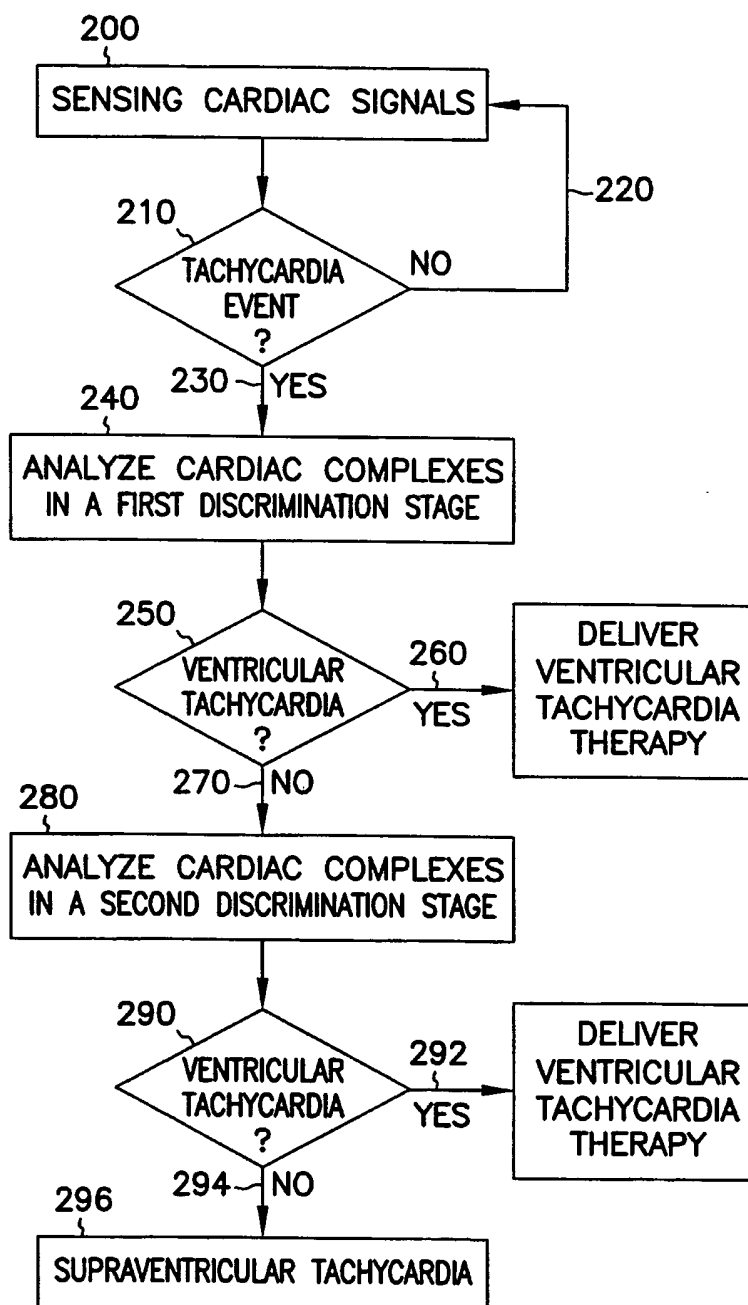 200
SENSING CARDIAC SIGNALS
220
210
TACHYCARDIA
EVENT
?
NO
230 YES
240
ANALYZE CARDIAC COMPLEXES
IN A FIRST DISCRIMINATION STAGE
250
VENTRICULAR
TACHYCARDIA
?
260
YES
DELIVER
VENTRICULAR
TACHYCARDIA
THERAPY
270 NO
280
ANALYZE CARDIAC COMPLEXES
IN A SECOND DISCRIMINATION STAGE
290
VENTRICULAR
TACHYCARDIA
?
292
YES
DELIVER
VENTRICULAR
TACHYCARDIA
THERAPY
294 NO
296
SUPRAVENTRICULAR TACHYCARDIA